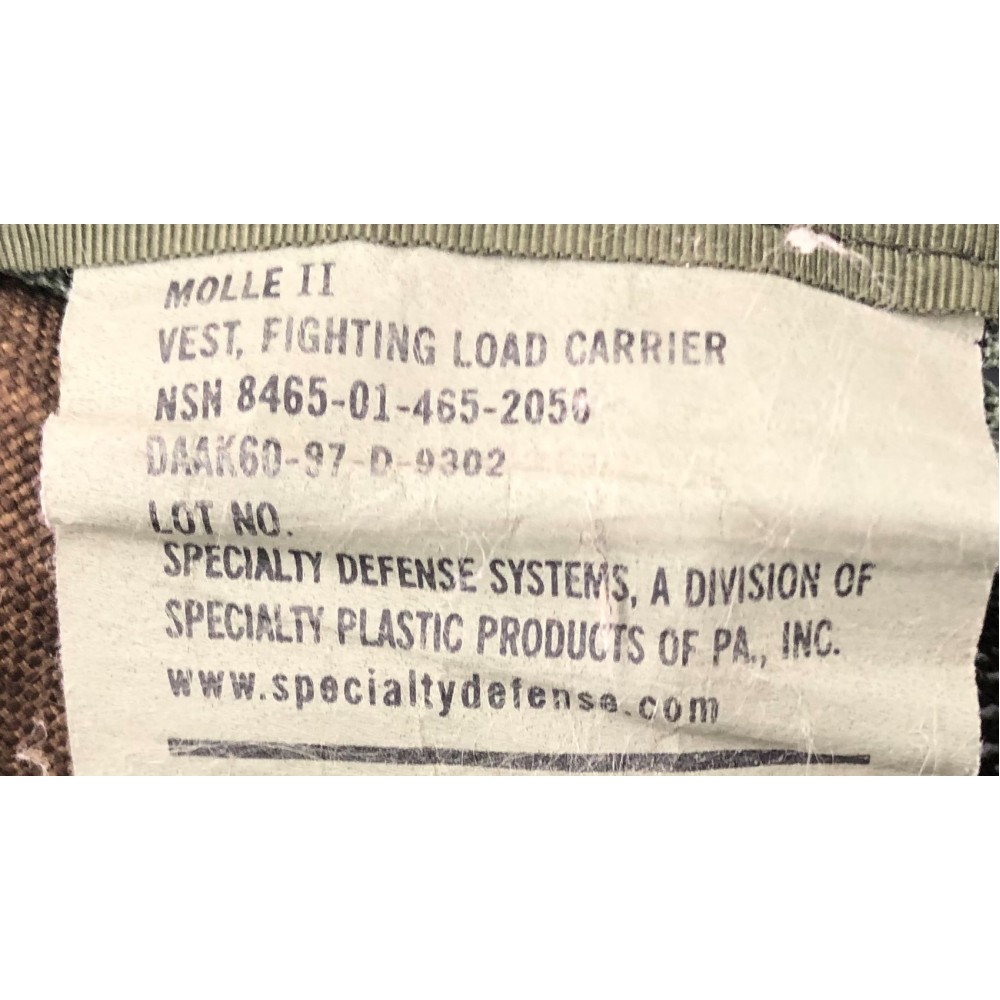 MOLLE II
VEST, FIGHTING LOAD CARRIER
NSN 8465-01-465-2056
DAAK60-97-D-9302
LOT NO.
SPECIALTY DEFENSE SYSTEMS, A DIVISION OF
SPECIALTY PLASTIC PRODUCTS OF PA., INC.
www.specialtydefense.com